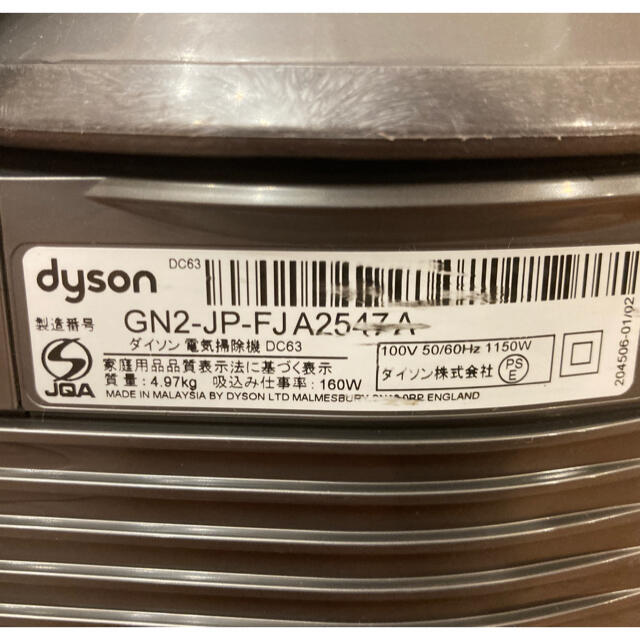 dyson
DC63
製造番号
GN2-JP-FJA2547A
ダイソン 電気掃除機 DC63
JQA
家庭用品品質表示法に基づく表示
質量：4.97kg 吸込み仕事率：160W
100V 50/60Hz 1150W
ダイソン株式会社
PS
E
MADE IN MALAYSIA BY DYSON LTD MALMESBURY ENGLAND
204506-01/02